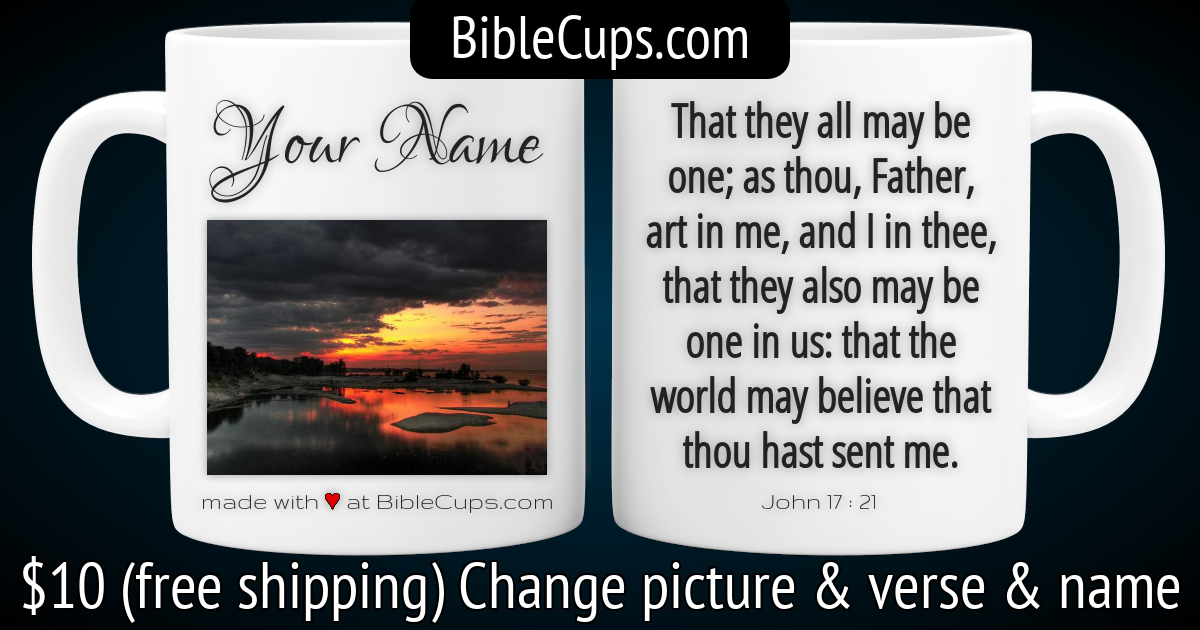 BibleCups.com
Your Name
made with ❤ at BibleCups.com
That they all may be
one; as thou, Father,
art in me, and I in thee,
that they also may be
one in us: that the
world may believe that
thou hast sent me.
John 17 : 21
$10 (free shipping) Change picture & verse & name